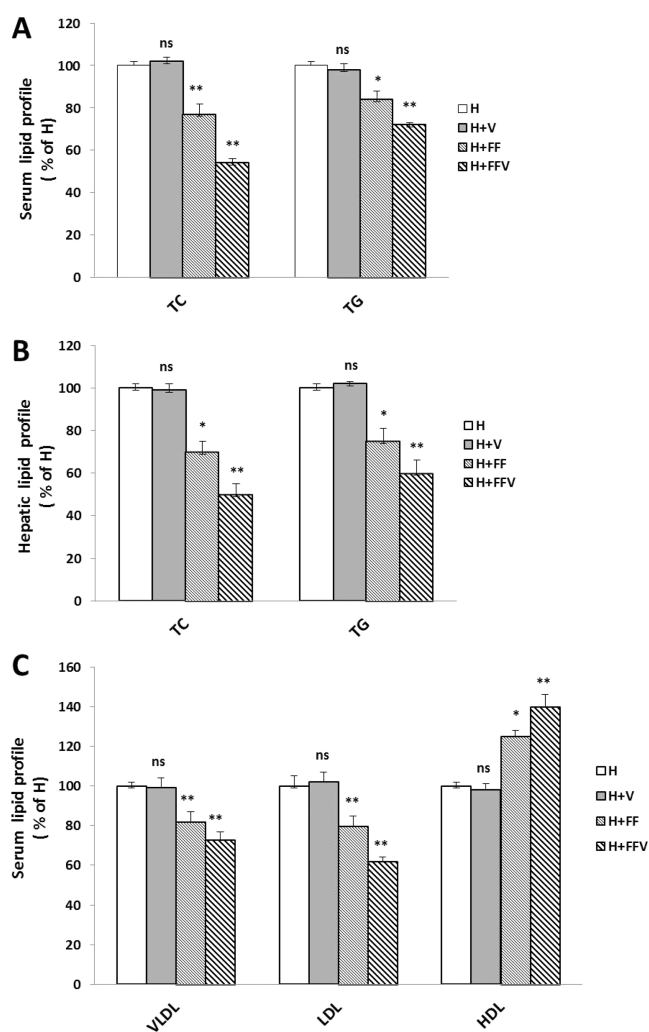 A
Serum lipid profile
( % of H)
120
100
80
60
40
20
0
ns
**
**
ns
*
**
TC
TG
H
H+V
H+FF
H+FFV
B
Hepatic lipid profile
( % of H)
120
100
80
60
40
20
0
ns
*
**
ns
*
**
TC
TG
H
H+V
H+FF
H+FFV
C
Serum lipid profile
( % of H)
160
140
120
100
80
60
40
20
0
ns
**
**
ns
**
**
ns
*
**
VLDL
LDL
HDL
H
H+V
H+FF
H+FFV